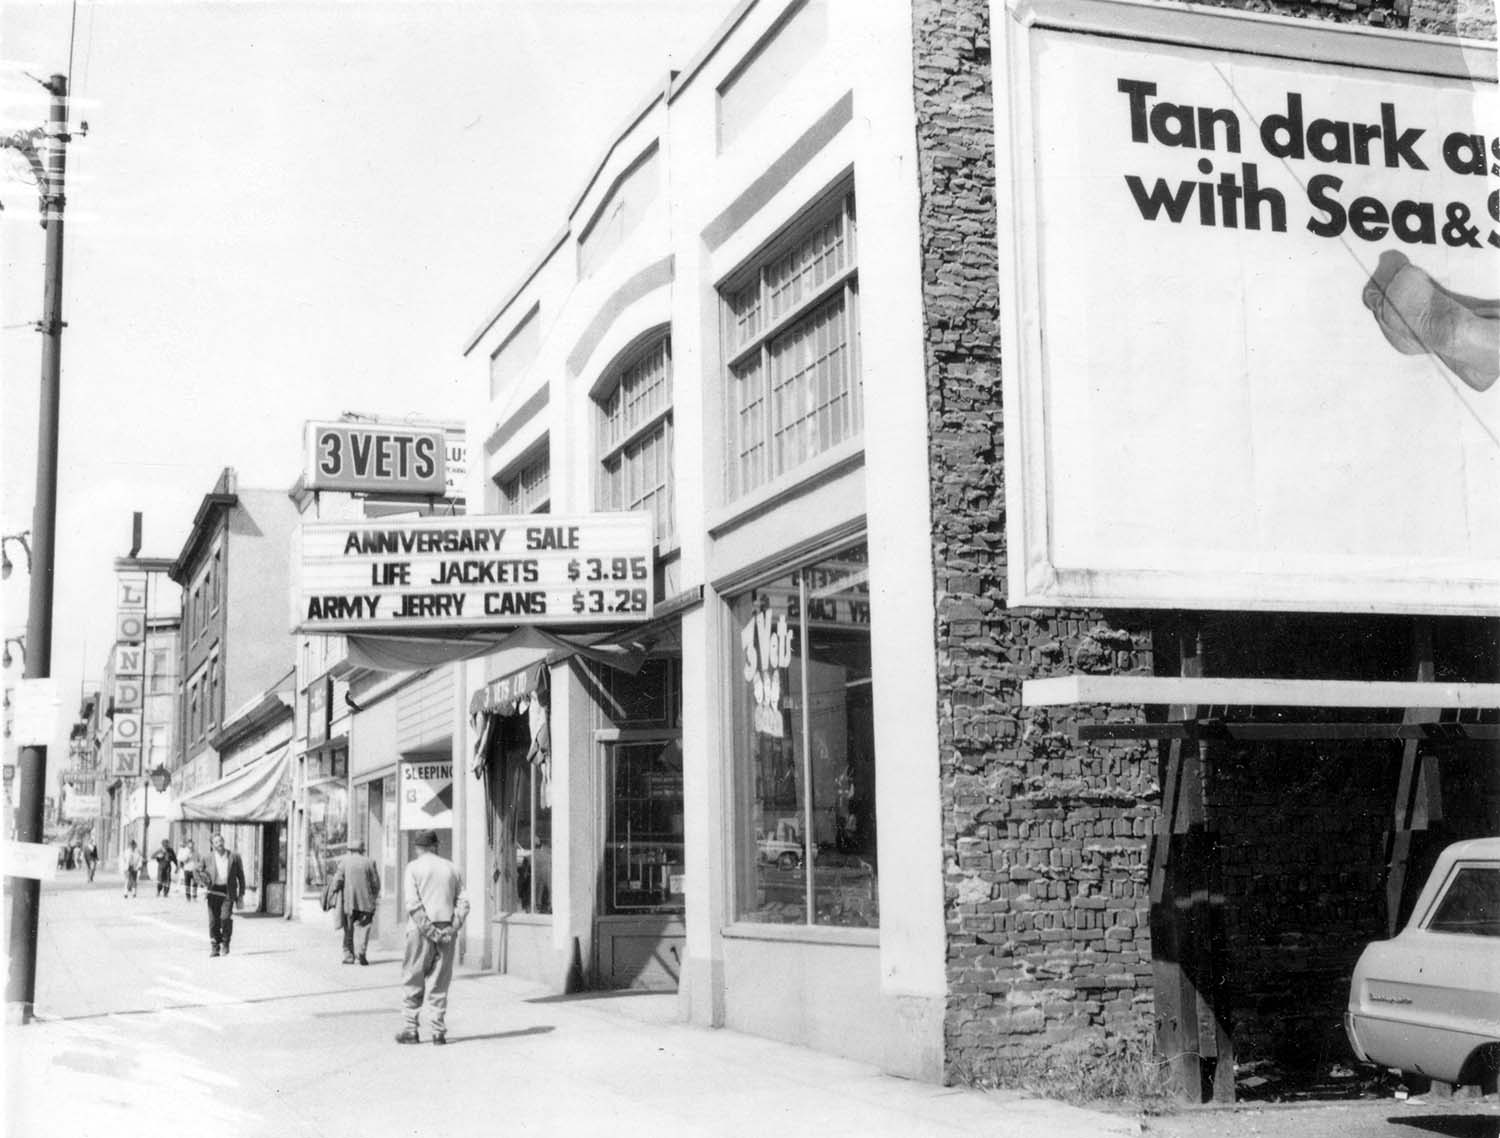 Tan dark as
with Sea&S
3 VETS
ANNIVERSARY SALE
LIFE JACKETS $3.95
ARMY JERRY CANS $3.29
LONDON
SLEEPING
3 Vets